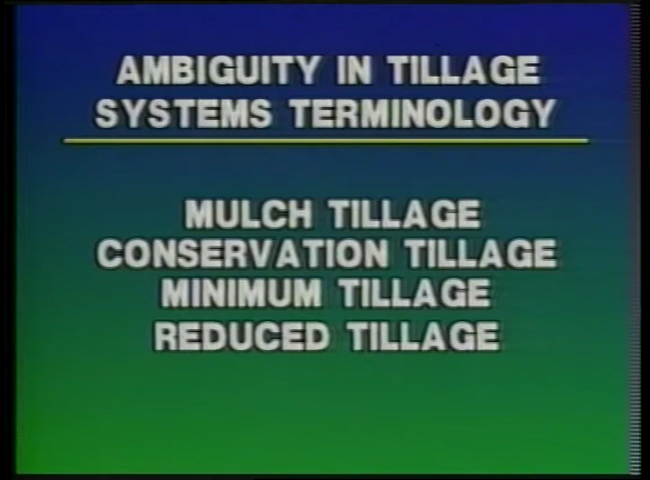 AMBIGUITY IN TILLAGE
SYSTEMS TERMINOLOGY
MULCH TILLAGE
CONSERVATION TILLAGE
MINIMUM TILLAGE
REDUCED TILLAGE